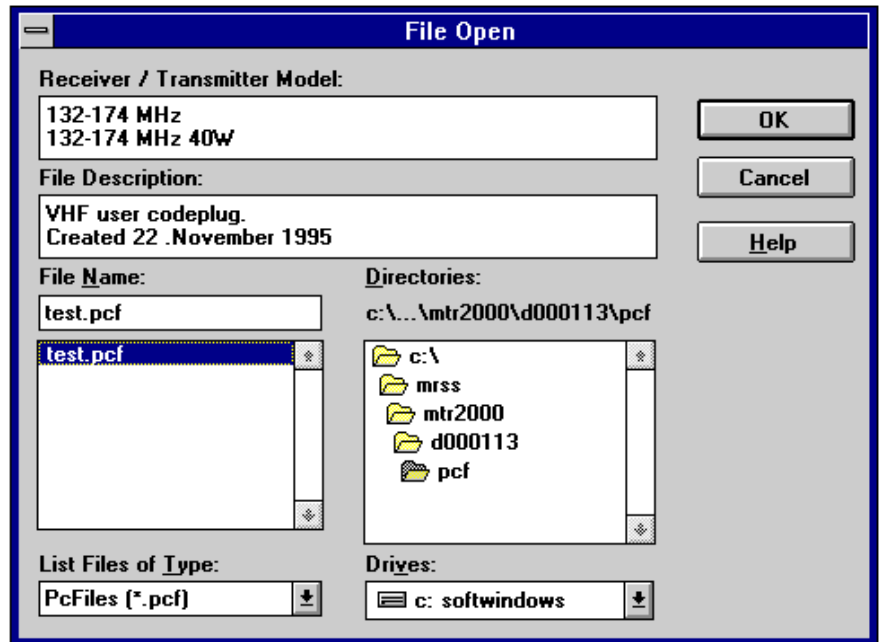 File Open
Receiver / Transmitter Model:
132-174 MHz
132-174 MHz 40W
OK
File Description:
Cancel
VHF user codeplug.
Created 22 .November 1995
Help
File Name:
Directories:
test.pcf
c:\...\mtr2000\d000113\pcf
test.pcf
c:\
mrss
mtr2000
d000113
pcf
List Files of Type:
Drives:
PcFiles (*.pcf)
c: softwindows